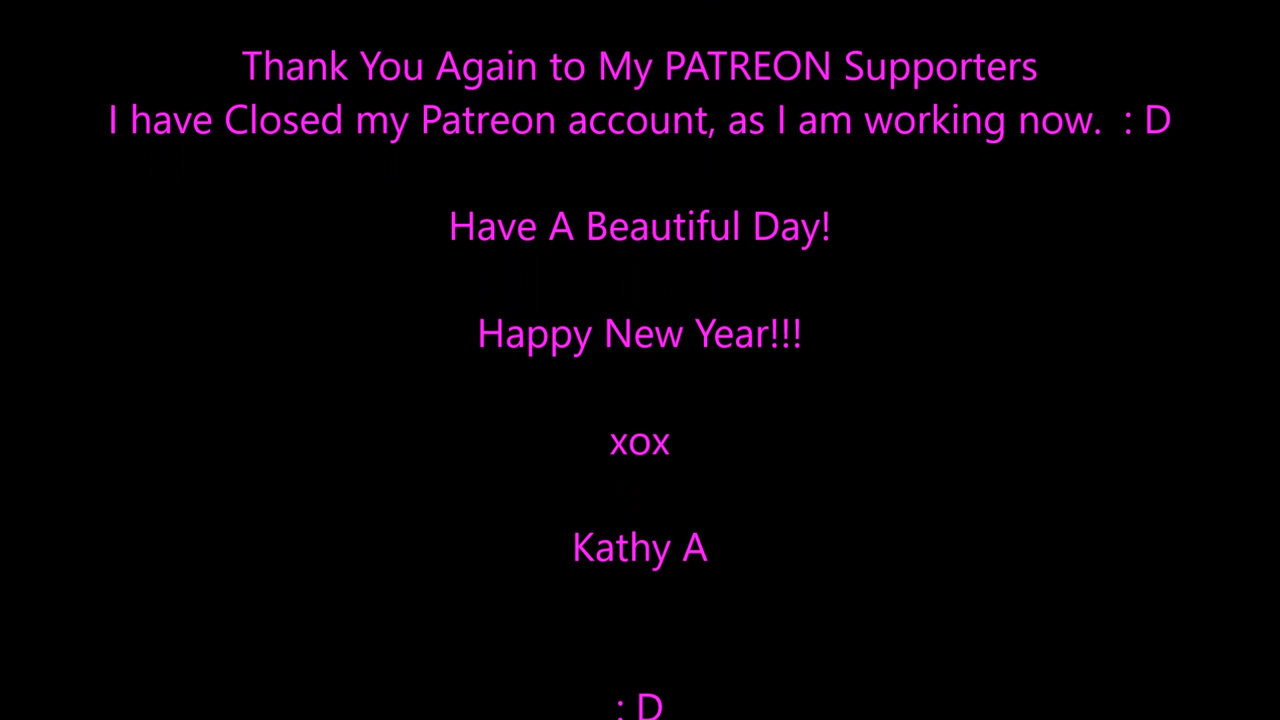 Thank You Again to My PATREON Supporters
I have Closed my Patreon account, as I am working now.  : D
Have A Beautiful Day!
Happy New Year!!!
xox
Kathy A
: D